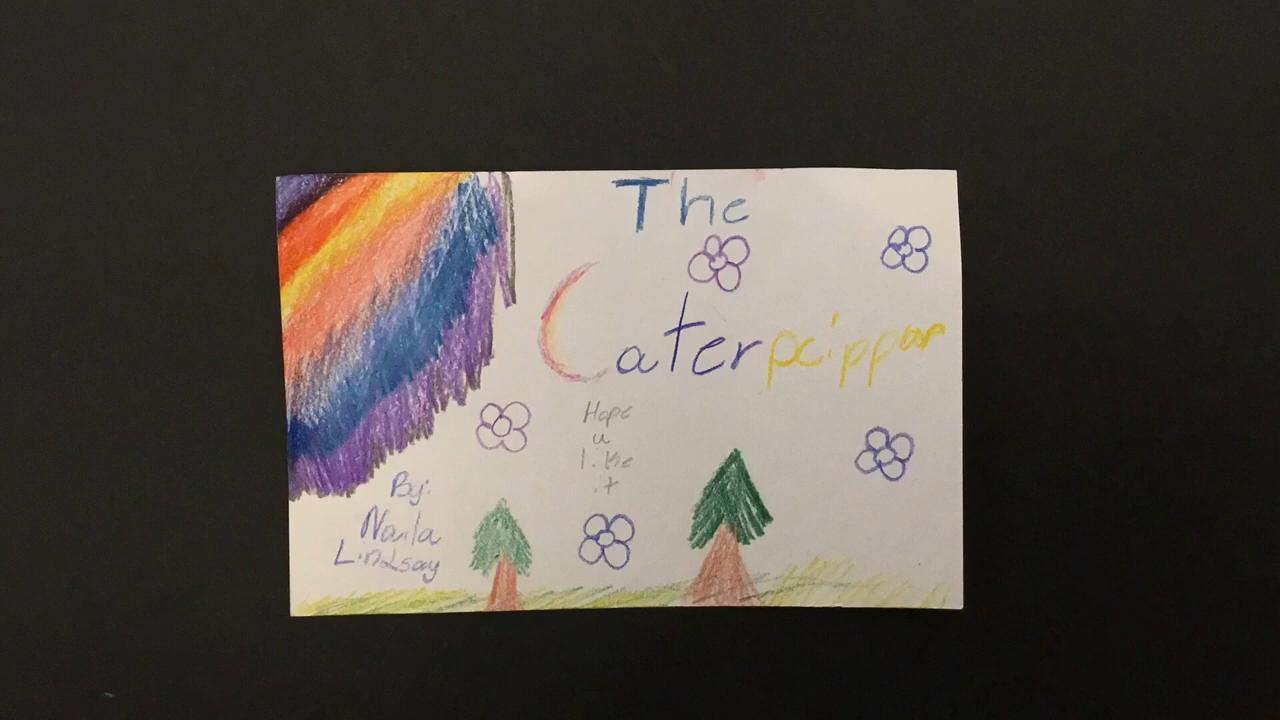 The
Caterpcippar
Hope
u
like
it
By:
Naila
Lindsay